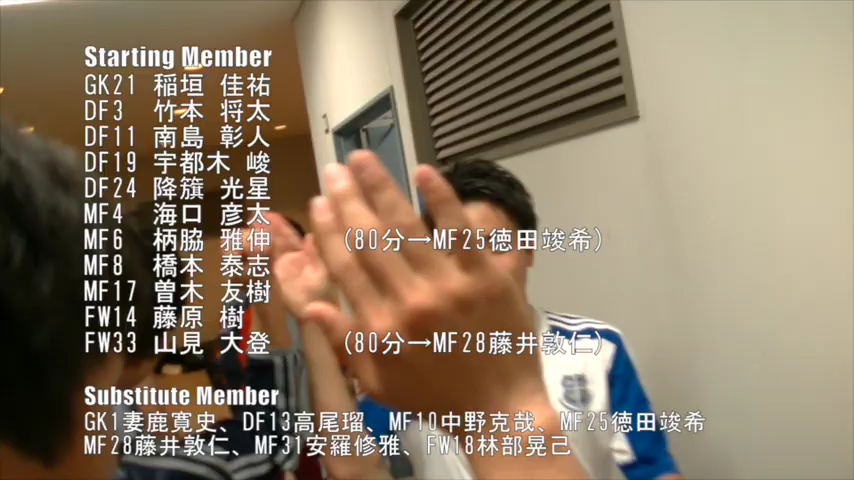 Starting Member
GK21 稲垣 佳祐
DF3 竹本 将太
DF11 南島 彰人
DF19 宇都木 峻
DF24 降簱 光星
MF4 海口 彦太
MF6 柄脇 雅伸 (80分→MF25徳田竣希)
MF8 橋本 泰志
MF17 曽木 友樹
FW14 藤原 樹
FW33 山見 大登 (80分→MF28藤井敦仁)
Substitute Member
GK1妻鹿寛史、DF13高尾瑠、MF10中野克哉、MF25徳田竣希
MF28藤井敦仁、MF31安羅修雅、FW18林部晃己